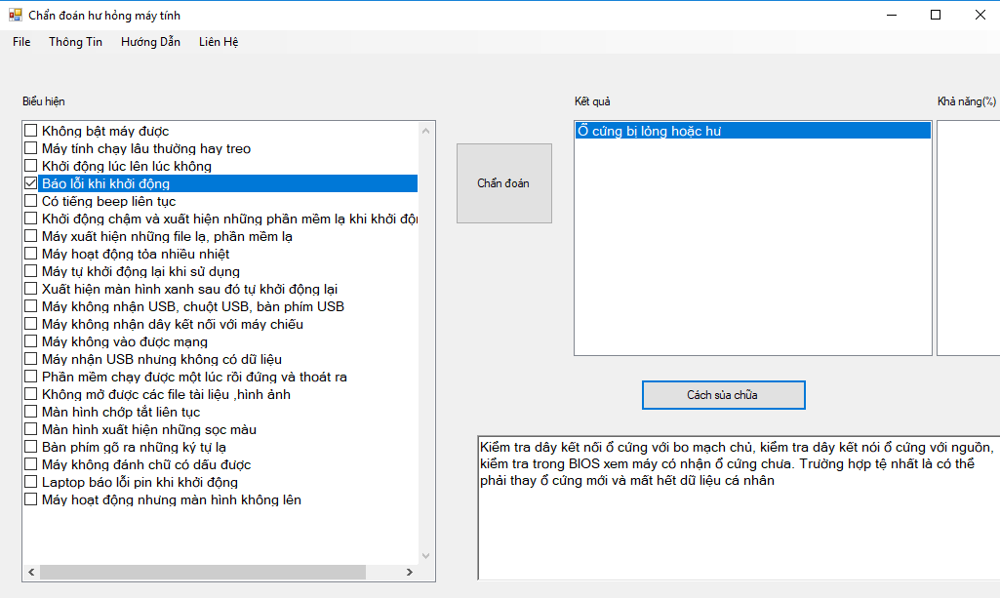 Chẩn đoán hư hỏng máy tính
File Thông Tin Hướng Dẫn Liên Hệ
Biểu hiện
Không bật máy được
Máy tính chạy lâu thường hay treo
Khởi động lúc lên lúc không
Báo lỗi khi khởi động
Có tiếng beep liên tục
Khởi động chậm và xuất hiện những phần mềm lạ khi khởi độn
Máy xuất hiện những file lạ, phần mềm lạ
Máy hoạt động tỏa nhiều nhiệt
Máy tự khởi động lại khi sử dụng
Xuất hiện màn hình xanh sau đó tự khởi động lại
Máy không nhận USB, chuột USB, bàn phím USB
Máy không nhận dây kết nối với máy chiếu
Máy không vào được mạng
Máy nhận USB nhưng không có dữ liệu
Phần mềm chạy được một lúc rồi đứng và thoát ra
Không mở được các file tài liệu ,hình ảnh
Màn hình chớp tắt liên tục
Màn hình xuất hiện những sọc màu
Bàn phím gõ ra những ký tự lạ
Máy không đánh chữ có dấu được
Laptop báo lỗi pin khi khởi động
Máy hoạt động nhưng màn hình không lên
Chẩn đoán
Kết quả
Ổ cứng bị lỏng hoặc hư
Khả năng(%)
Cách sủa chữa
Kiểm tra dây kết nối ổ cứng với bo mạch chủ, kiểm tra dây kết nói ổ cứng với nguồn,
kiểm tra trong BIOS xem máy có nhận ổ cứng chưa. Trường hợp tệ nhất là có thể
phải thay ổ cứng mới và mất hết dữ liệu cá nhân